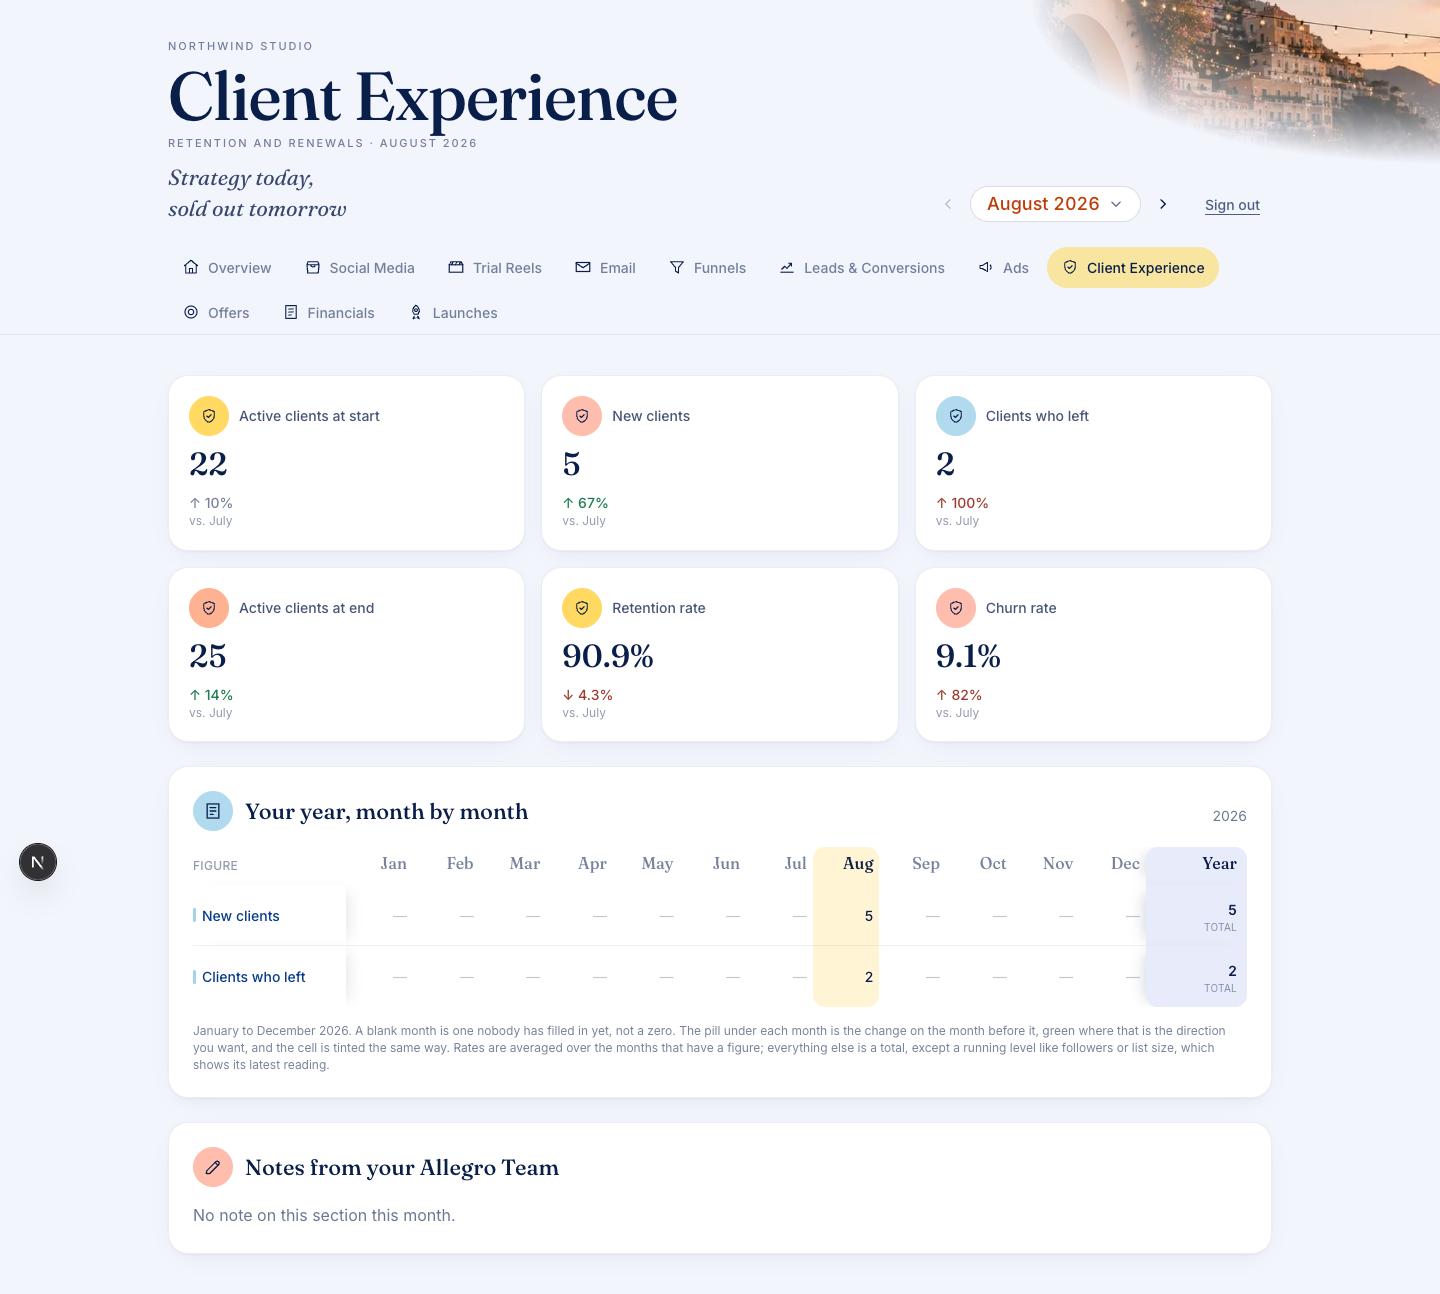 NORTHWIND STUDIO
Client Experience
RETENTION AND RENEWALS · AUGUST 2026
Strategy today,
sold out tomorrow
August 2026
Sign out
Overview Social Media Trial Reels Email Funnels Leads & Conversions Ads Client Experience
Offers Financials Launches
Active clients at start
22
↑ 10%
vs. July
New clients
5
↑ 67%
vs. July
Clients who left
2
↑ 100%
vs. July
Active clients at end
25
↑ 14%
vs. July
Retention rate
90.9%
↓ 4.3%
vs. July
Churn rate
9.1%
↑ 82%
vs. July
Your year, month by month
2026
FIGURE Jan Feb Mar Apr May Jun Jul Aug Sep Oct Nov Dec Year
New clients — — — — — — — 5 — — — — 5
TOTAL
Clients who left — — — — — — — 2 — — — — 2
TOTAL
January to December 2026. A blank month is one nobody has filled in yet, not a zero. The pill under each month is the change on the month before it, green where that is the direction
you want, and the cell is tinted the same way. Rates are averaged over the months that have a figure; everything else is a total, except a running level like followers or list size, which
shows its latest reading.
N
Notes from your Allegro Team
No note on this section this month.